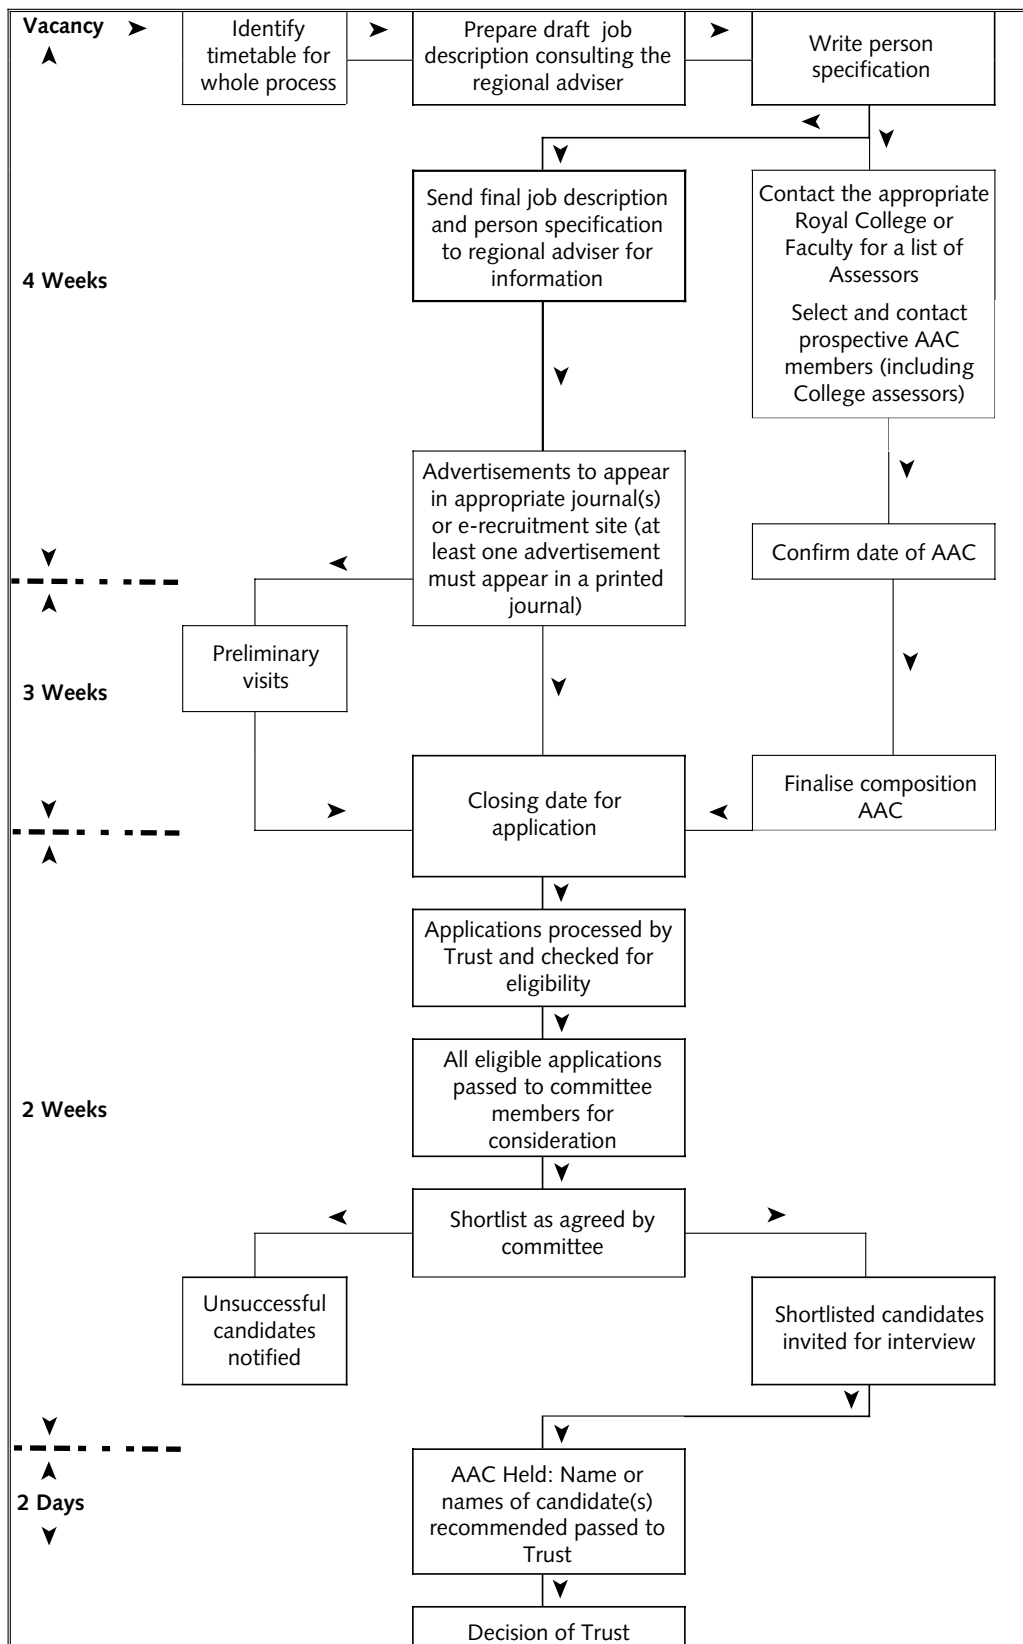 Vacancy
Identify
timetable for
whole process
Prepare draft job
description consulting the
regional adviser
Write person
specification
4 Weeks
Send final job description
and person specification
to regional adviser for
information
Contact the appropriate
Royal College or
Faculty for a list of
Assessors
Select and contact
prospective AAC
members (including
College assessors)
Advertisements to appear
in appropriate journal(s)
or e-recruitment site (at
least one advertisement
must appear in a printed
journal)
Confirm date of AAC
3 Weeks
Preliminary
visits
Closing date for
application
Finalise composition
AAC
Applications processed by
Trust and checked for
eligibility
2 Weeks
All eligible applications
passed to committee
members for
consideration
Shortlist as agreed by
committee
Unsuccessful
candidates
notified
Shortlisted candidates
invited for interview
2 Days
AAC Held: Name or
names of candidate(s)
recommended passed to
Trust
Decision of Trust